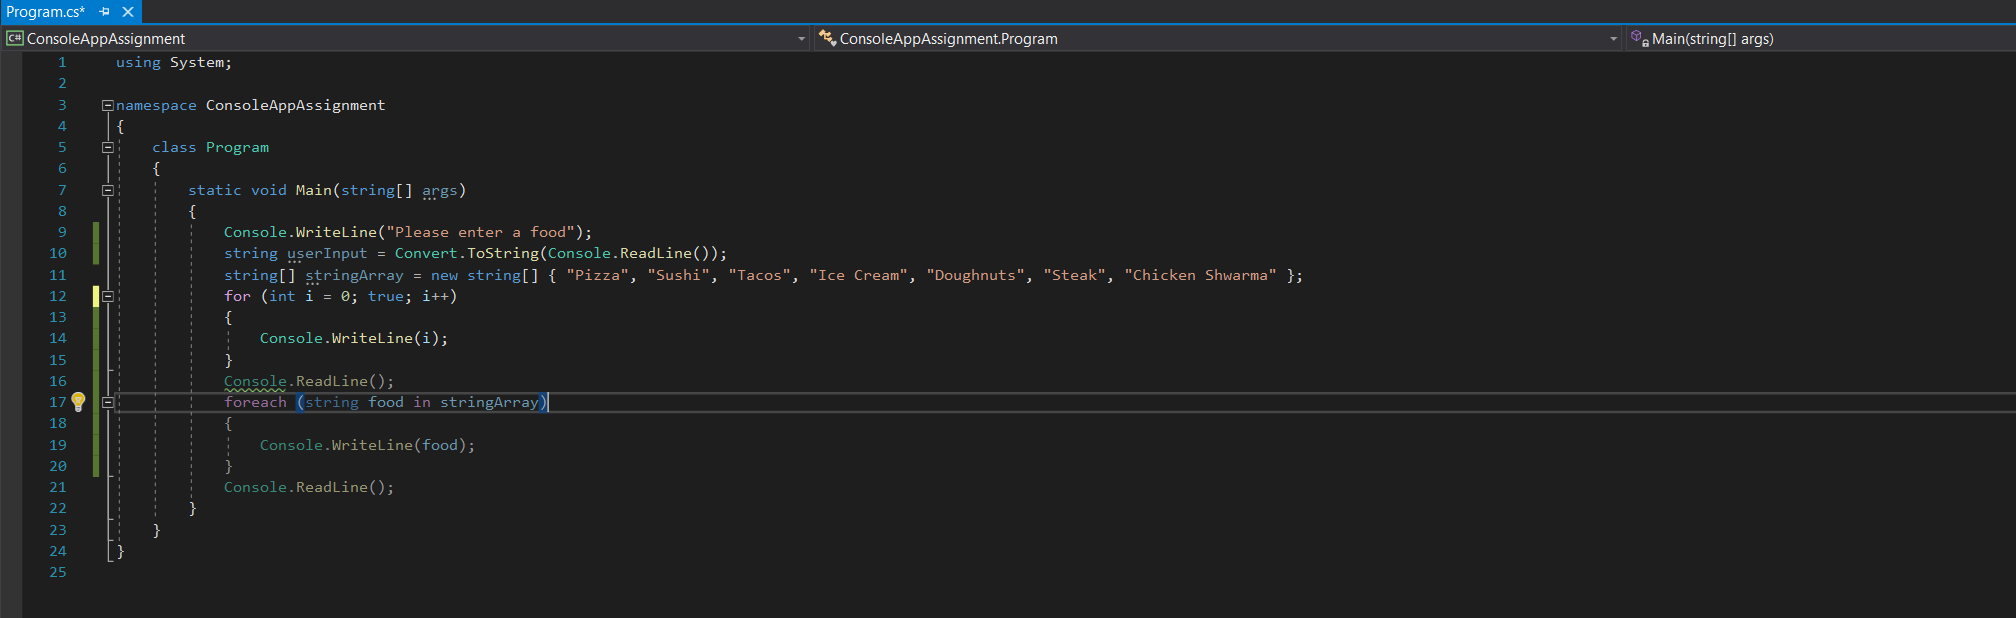 Program.cs*
C# ConsoleAppAssignment ConsoleAppAssignment.Program Main(string[] args)
1 using System;
2
3 namespace ConsoleAppAssignment
4 {
5 class Program
6 {
7 static void Main(string[] args)
8 {
9 Console.WriteLine("Please enter a food");
10 string userInput = Convert.ToString(Console.ReadLine());
11 string[] stringArray = new string[] { "Pizza", "Sushi", "Tacos", "Ice Cream", "Doughnuts", "Steak", "Chicken Shwarma" };
12 for (int i = 0; true; i++)
13 {
14 Console.WriteLine(i);
15 }
16 Console.ReadLine();
17 foreach (string food in stringArray)
18 {
19 Console.WriteLine(food);
20 }
21 Console.ReadLine();
22 }
23 }
24 }
25